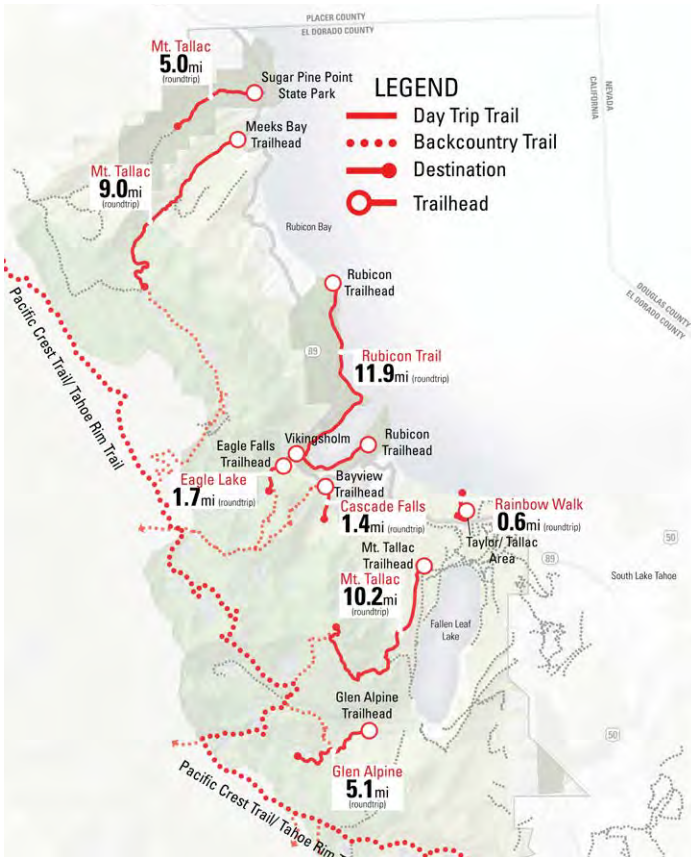 PLACER COUNTY
EL DORADO COUNTY
Mt. Tallac
5.0mi
(roundtrip)
Sugar Pine Point
State Park
LEGEND
Day Trip Trail
Backcountry Trail
Destination
Trailhead
NEVADA
CALIFORNIA
Meeks Bay
Trailhead
Mt. Tallac
9.0mi
(roundtrip)
Rubicon Bay
Rubicon
Trailhead
DOUGLAS COUNTY
EL DORADO COUNTY
Pacific Crest Trail/ Tahoe Rim Trail
89
Rubicon Trail
11.9mi (roundtrip)
Eagle Falls
Trailhead
Vikingsholm
Rubicon
Trailhead
Eagle Lake
1.7mi (roundtrip)
Bayview
Trailhead
Cascade Falls
1.4mi (roundtrip)
Rainbow Walk
0.6mi (roundtrip)
Taylor/ Tallac
Area
50
89
South Lake Tahoe
Mt. Tallac
Trailhead
Mt. Tallac
10.2mi
(roundtrip)
Fallen Leaf
Lake
Glen Alpine
Trailhead
50
Glen Alpine
5.1mi
(roundtrip)
Pacific Crest Trail/ Tahoe Rim